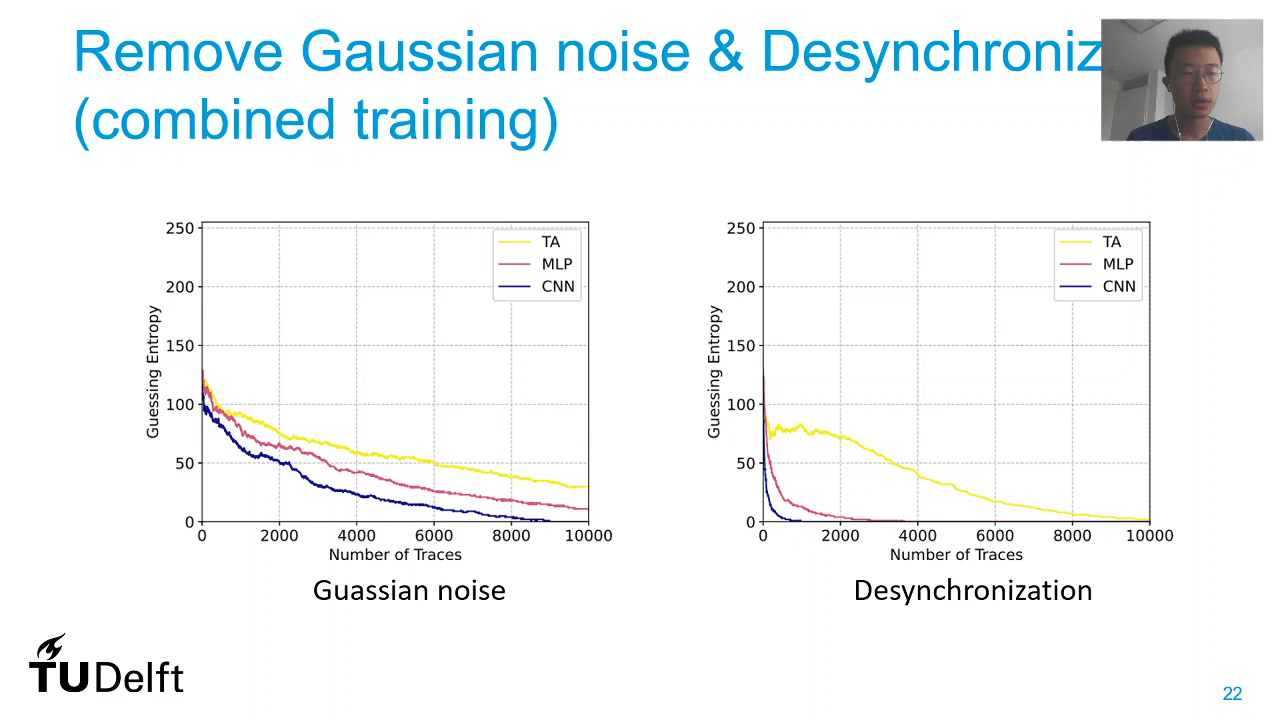 Remove Gaussian noise & Desynchroniz
(combined training)
250
200
150
100
50
0
Guessing Entropy
TA
MLP
CNN
0 2000 4000 6000 8000 10000
Number of Traces
Guassian noise
250
200
150
100
50
0
Guessing Entropy
TA
MLP
CNN
0 2000 4000 6000 8000 10000
Number of Traces
Desynchronization
TUDelft
22